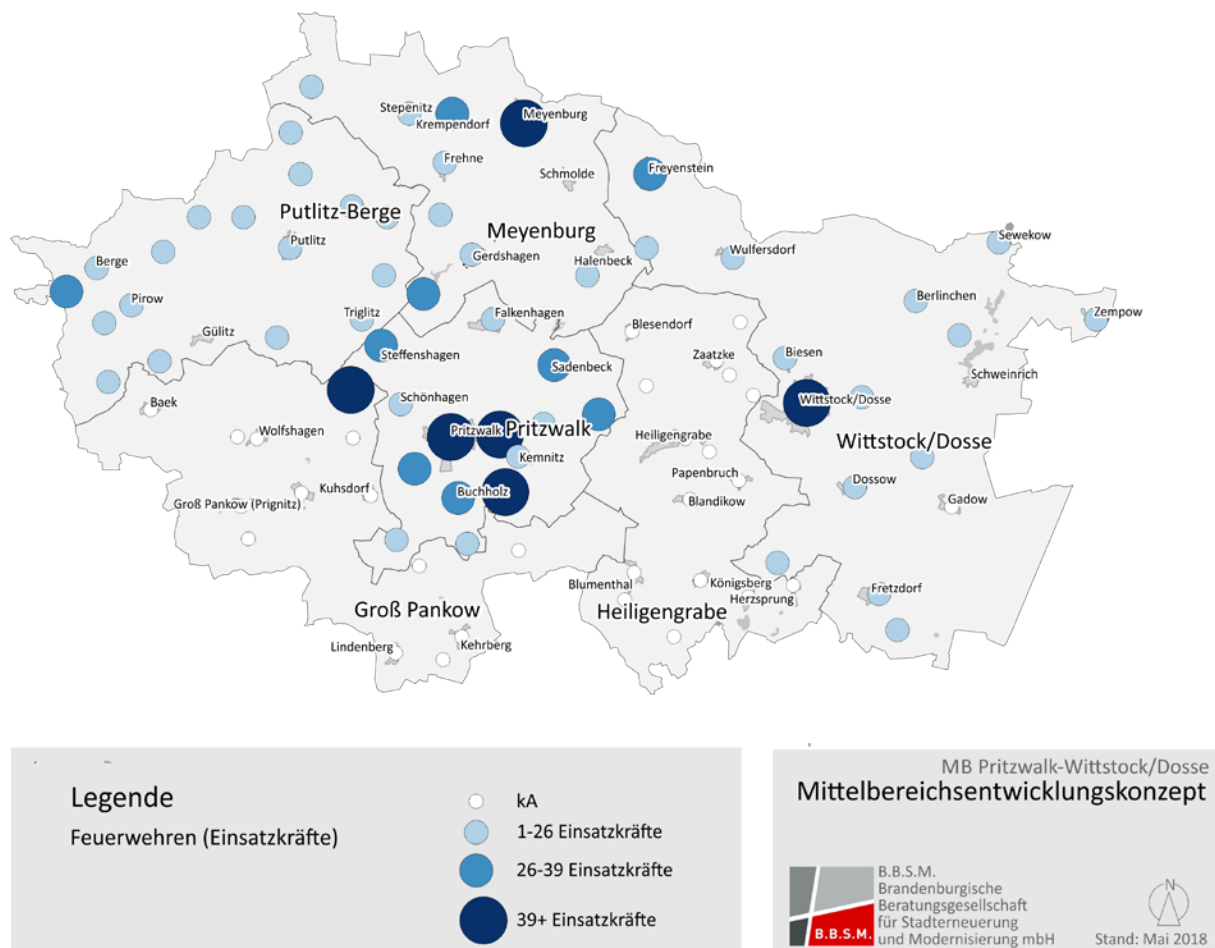 Stepenitz
Krempendorf
Meyenburg
Frehne
Schmolde
Freyenstein
Putlitz-Berge
Meyenburg
Putlitz
Gerdshagen
Halenbeck
Wulfersdorf
Sewekow
Berge
Pirow
Berlinchen
Triglitz
Falkenhagen
Zempow
Gülitz
Blesendorf
Steffenshagen
Sadenbeck
Zaatzke
Biesen
Schweinrich
Baek
Schönhagen
Wittstock/Dosse
Wolfshagen
Pritzwalk
Pritzwalk
Heiligengrabe
Wittstock/Dosse
Kemnitz
Papenbruch
Kuhsdorf
Buchholz
Dossow
Groß Pankow (Prignitz)
Blandikow
Gadow
Blumenthal
Königsberg
Herzsprung
Fretzdorf
Groß Pankow
Heiligengrabe
Lindenberg
Kehrberg
Legende
Feuerwehren (Einsatzkräfte)
kA
1-26 Einsatzkräfte
26-39 Einsatzkräfte
39+ Einsatzkräfte
MB Pritzwalk-Wittstock/Dosse
Mittelbereichsentwicklungskonzept
B.B.S.M.
B.B.S.M.
Brandenburgische
Beratungsgesellschaft
für Stadterneuerung
und Modernisierung mbH
N
Stand: Mai 2018